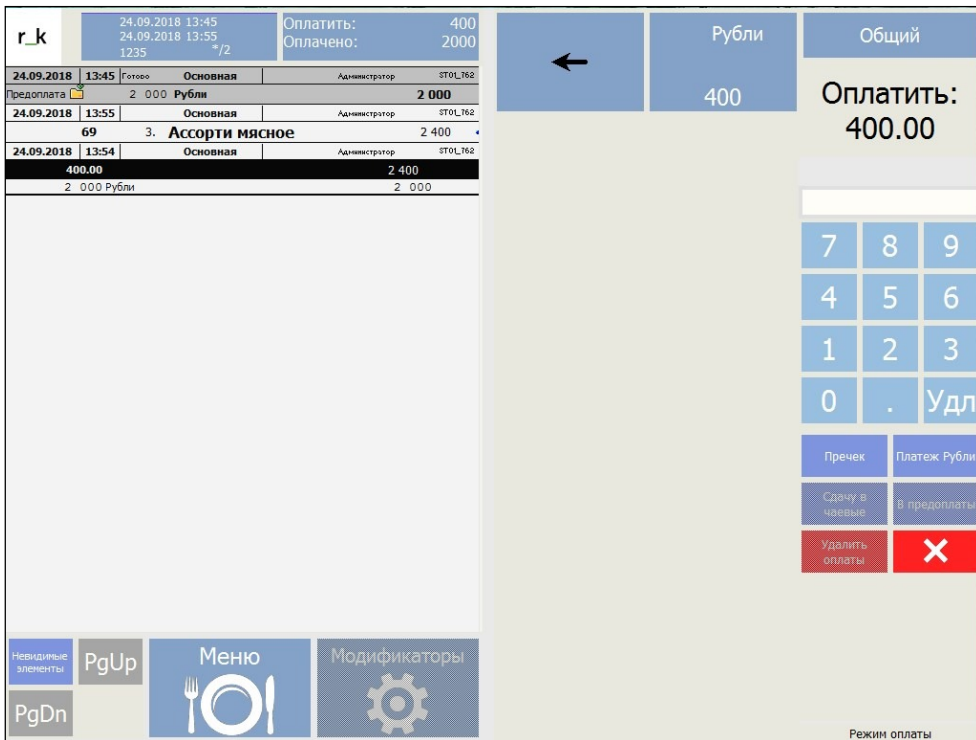 r_k
24.09.2018 13:45
24.09.2018 13:55
1235 */2
Оплатить: 400
Оплачено: 2000
24.09.2018 13:45 Готово Основная Администратор ST01_T62
Предоплата 2 000 Рубли 2 000
24.09.2018 13:55 Основная Администратор ST01_T62
69 3. Ассорти мясное 2 400
24.09.2018 13:54 Основная Администратор ST01_T62
400.00 2 400
2 000 Рубли 2 000
Невидимые
элементы
PgUp
PgDn
Меню
Модификаторы
Рубли
400
Общий
Оплатить:
400.00
7 8 9
4 5 6
1 2 3
0 . Удл
Пречек Платеж Рубли
Сдачу в
чаевые
В предоплаты
Удалить
оплаты
Режим оплаты